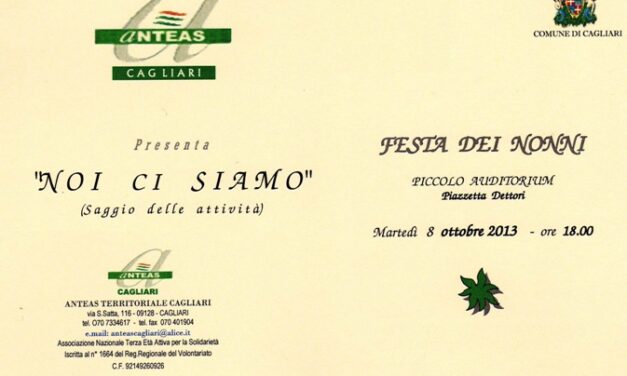 aNTEAS
CAGLIARI
Presenta
"NOI CI SIAMO"
(Saggio delle attività)
aNTEAS
CAGLIARI
ANTEAS TERRITORIALE CAGLIARI
via S.Satta, 116 - 09128 - CAGLIARI
tel. 070 7334617 - tel. fax 070 401904
e.mail: anteascagliari@alice.it
Associazione Nazionale Terza Età Attiva per la Solidarietà
Iscritta al n° 1664 del Reg.Regionale del Volontariato
C.F. 92149260926
COMUNE DI CAGLIARI
FESTA DEI NONNI
PICCOLO AUDITORIUM
Piazzetta Dettori
Martedì 8 ottobre 2013 - ore 18.00